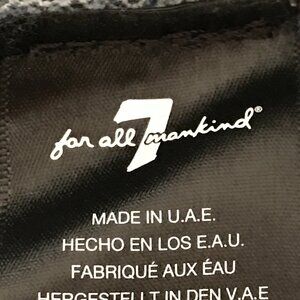 for all 7 mankind®
MADE IN U.A.E.
HECHO EN LOS E.A.U.
FABRIQUÉ AUX ÉAU
HERGESTELLT IN DEN V.A.E